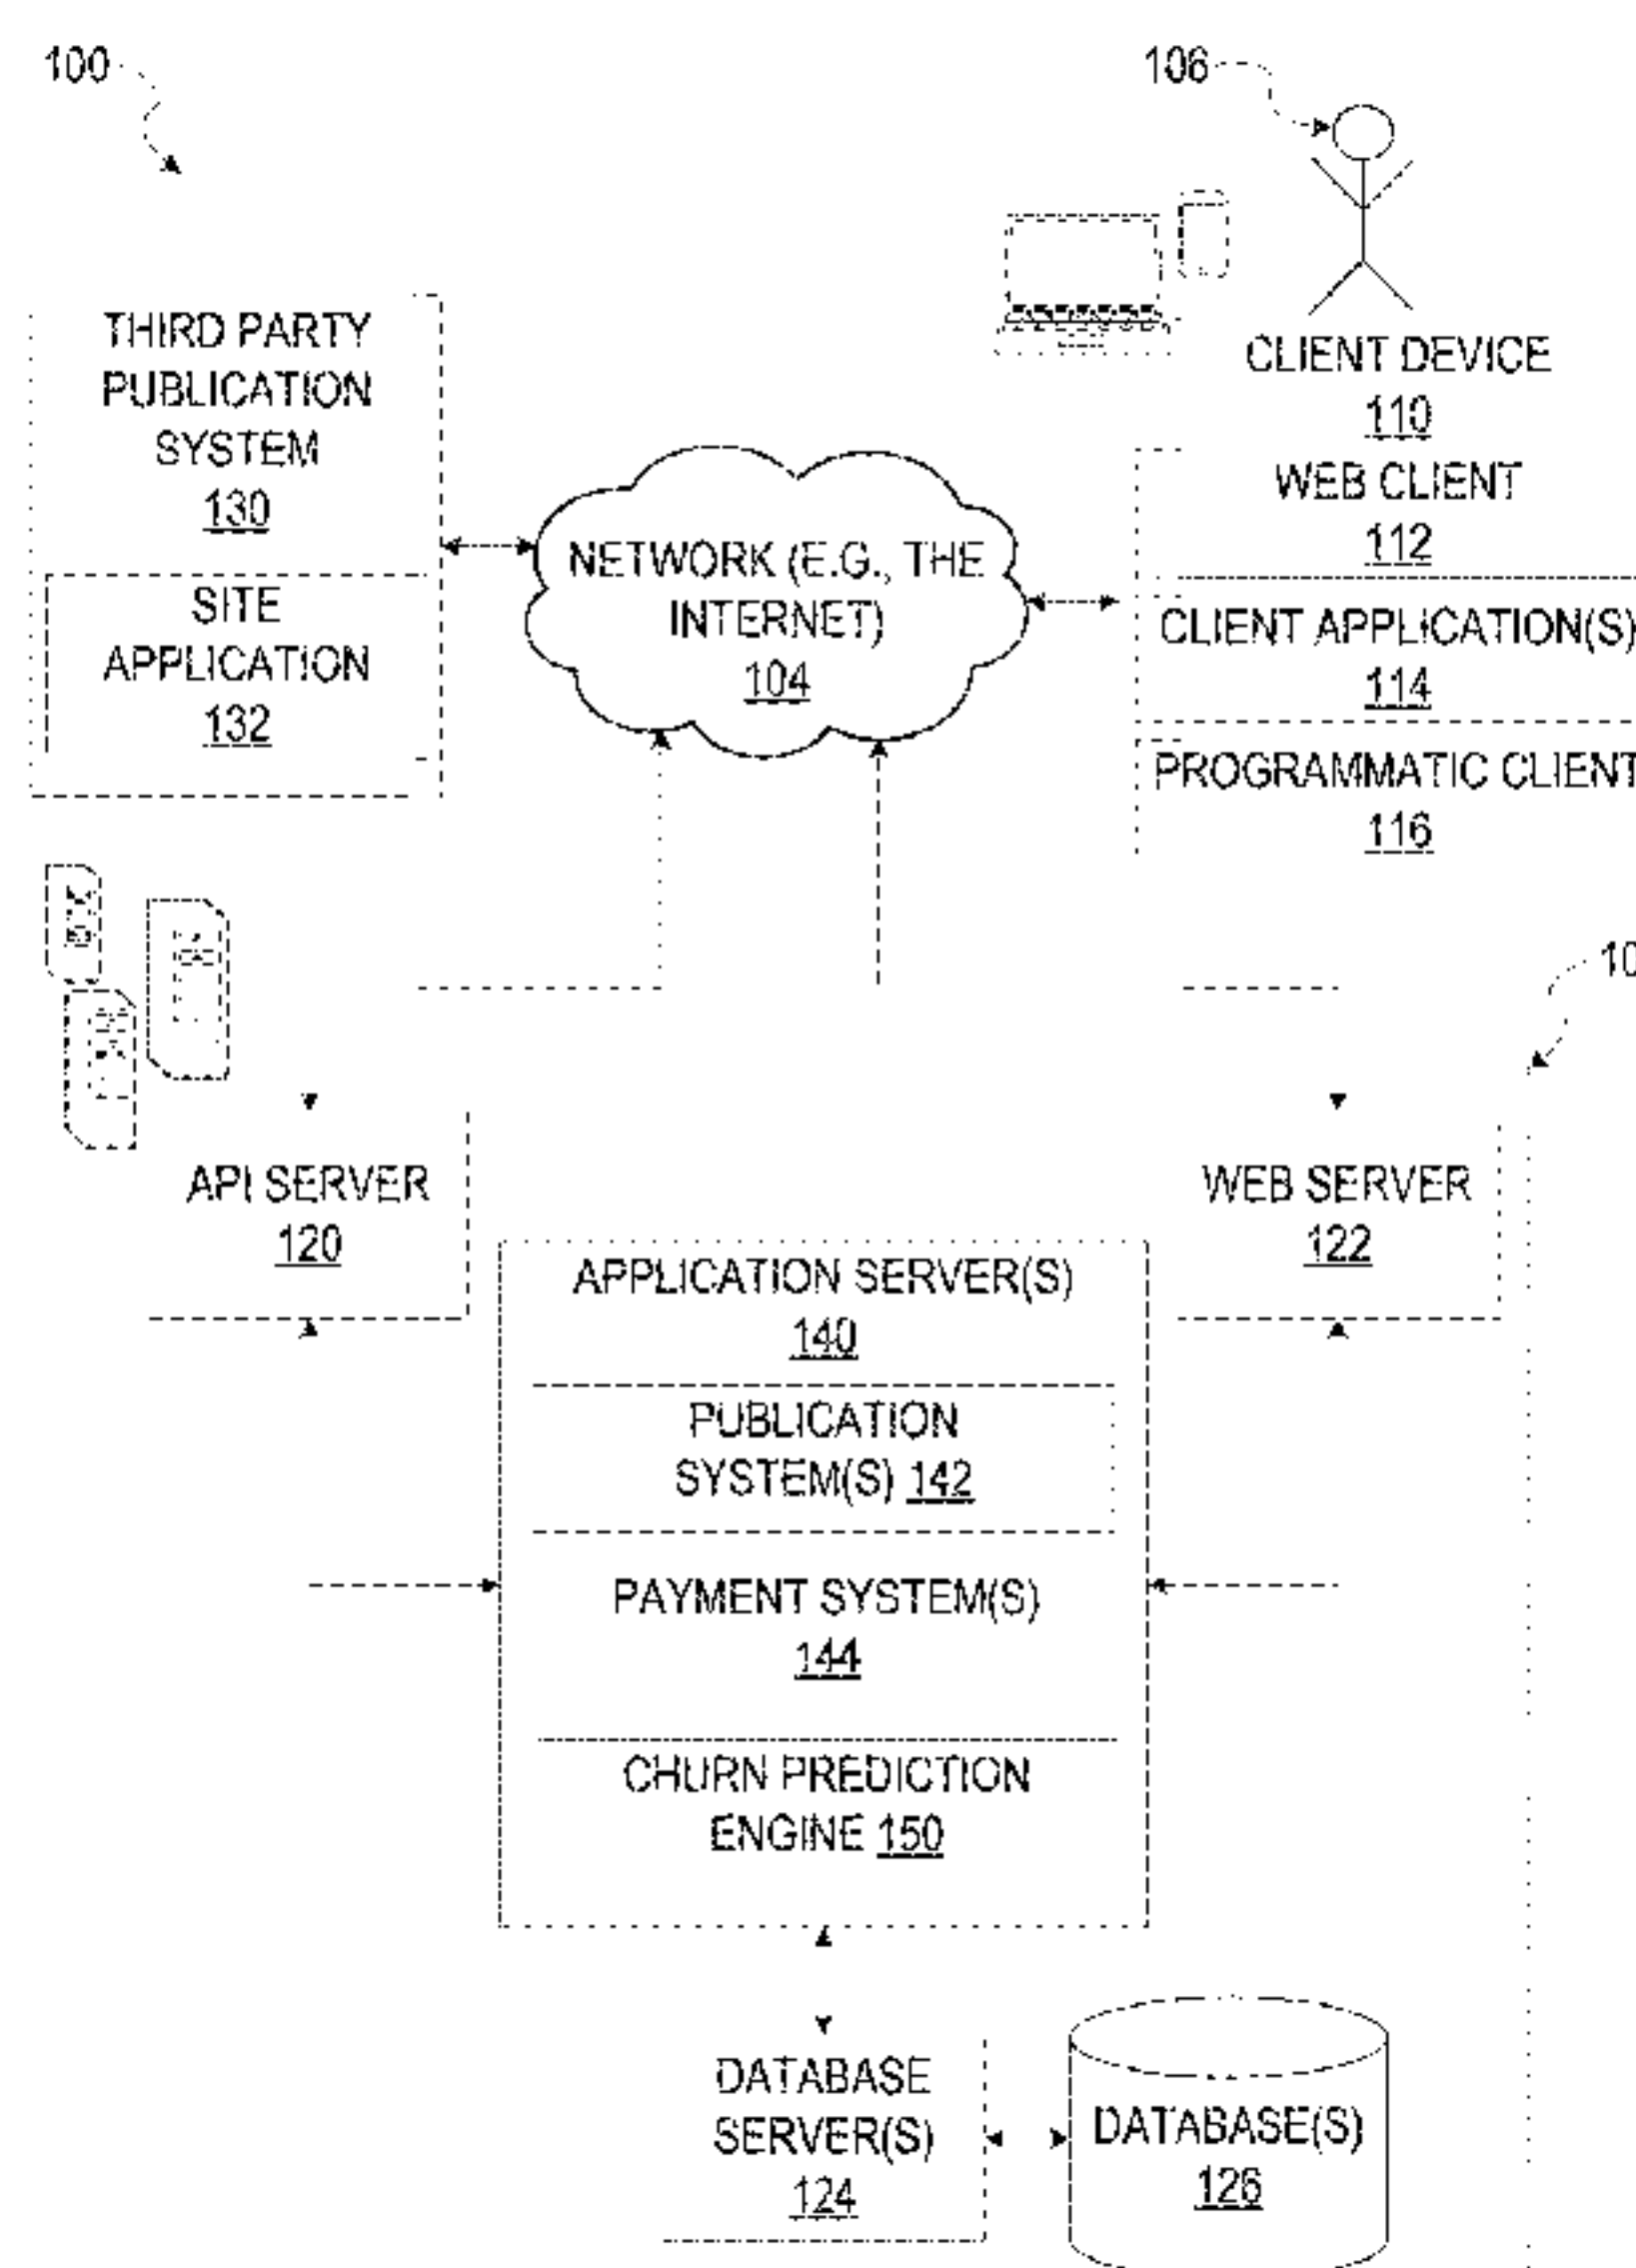 100
106
THIRD PARTY
PUBLICATION
SYSTEM
130
SITE
APPLICATION
132
NETWORK (E.G., THE
INTERNET)
104
CLIENT DEVICE
110
WEB CLIENT
112
CLIENT APPLICATION(S)
114
PROGRAMMATIC CLIENT
116
10
API SERVER
120
WEB SERVER
122
APPLICATION SERVER(S)
140
PUBLICATION
SYSTEM(S) 142
PAYMENT SYSTEM(S)
144
CHURN PREDICTION
ENGINE 150
DATABASE
SERVER(S)
124
DATABASE(S)
126